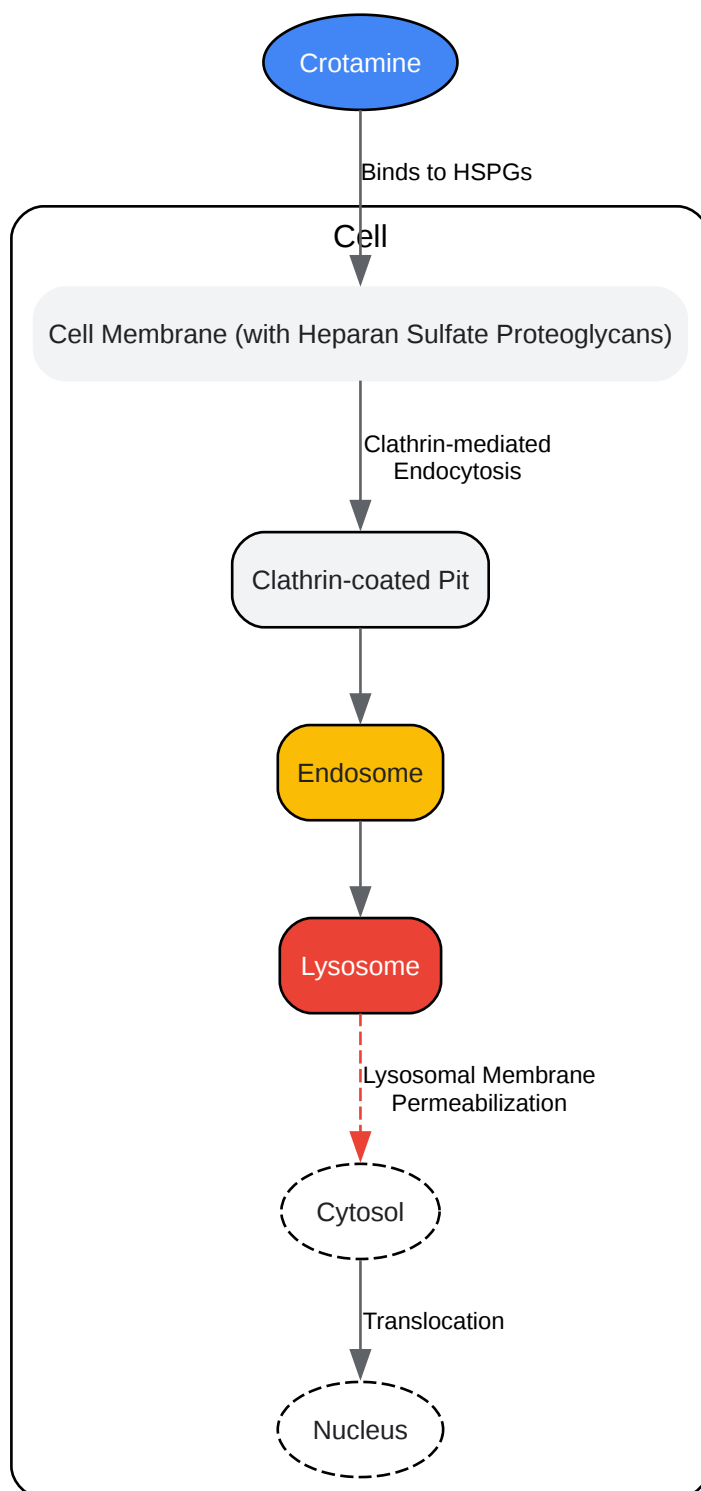 Crotamine
Binds to HSPGs
Cell
Cell Membrane (with Heparan Sulfate Proteoglycans)
Clathrin-mediated
Endocytosis
Clathrin-coated Pit
Endosome
Lysosome
Lysosomal Membrane
Permeabilization
Cytosol
Translocation
Nucleus